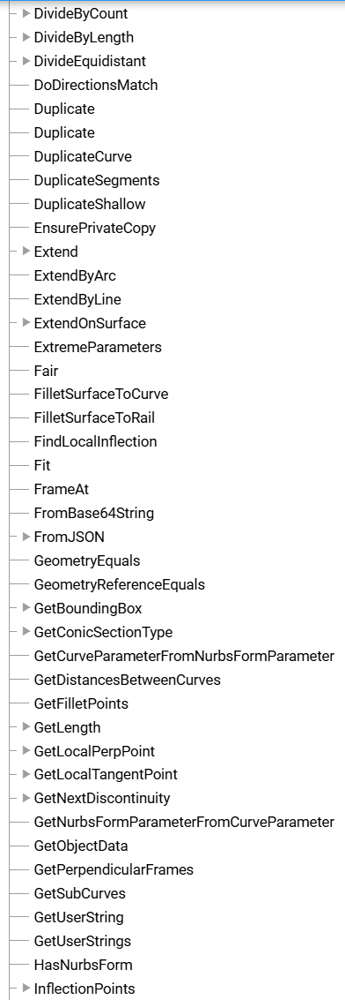 DivideByCount
DivideByLength
DivideEquidistant
DoDirectionsMatch
Duplicate
Duplicate
DuplicateCurve
DuplicateSegments
DuplicateShallow
EnsurePrivateCopy
Extend
ExtendByArc
ExtendByLine
ExtendOnSurface
ExtremeParameters
Fair
FilletSurfaceToCurve
FilletSurfaceToRail
FindLocalInflection
Fit
FrameAt
FromBase64String
FromJSON
GeometryEquals
GeometryReferenceEquals
GetBoundingBox
GetConicSectionType
GetCurveParameterFromNurbsFormParameter
GetDistancesBetweenCurves
GetFilletPoints
GetLength
GetLocalPerpPoint
GetLocalTangentPoint
GetNextDiscontinuity
GetNurbsFormParameterFromCurveParameter
GetObjectData
GetPerpendicularFrames
GetSubCurves
GetUserString
GetUserStrings
HasNurbsForm
InflectionPoints